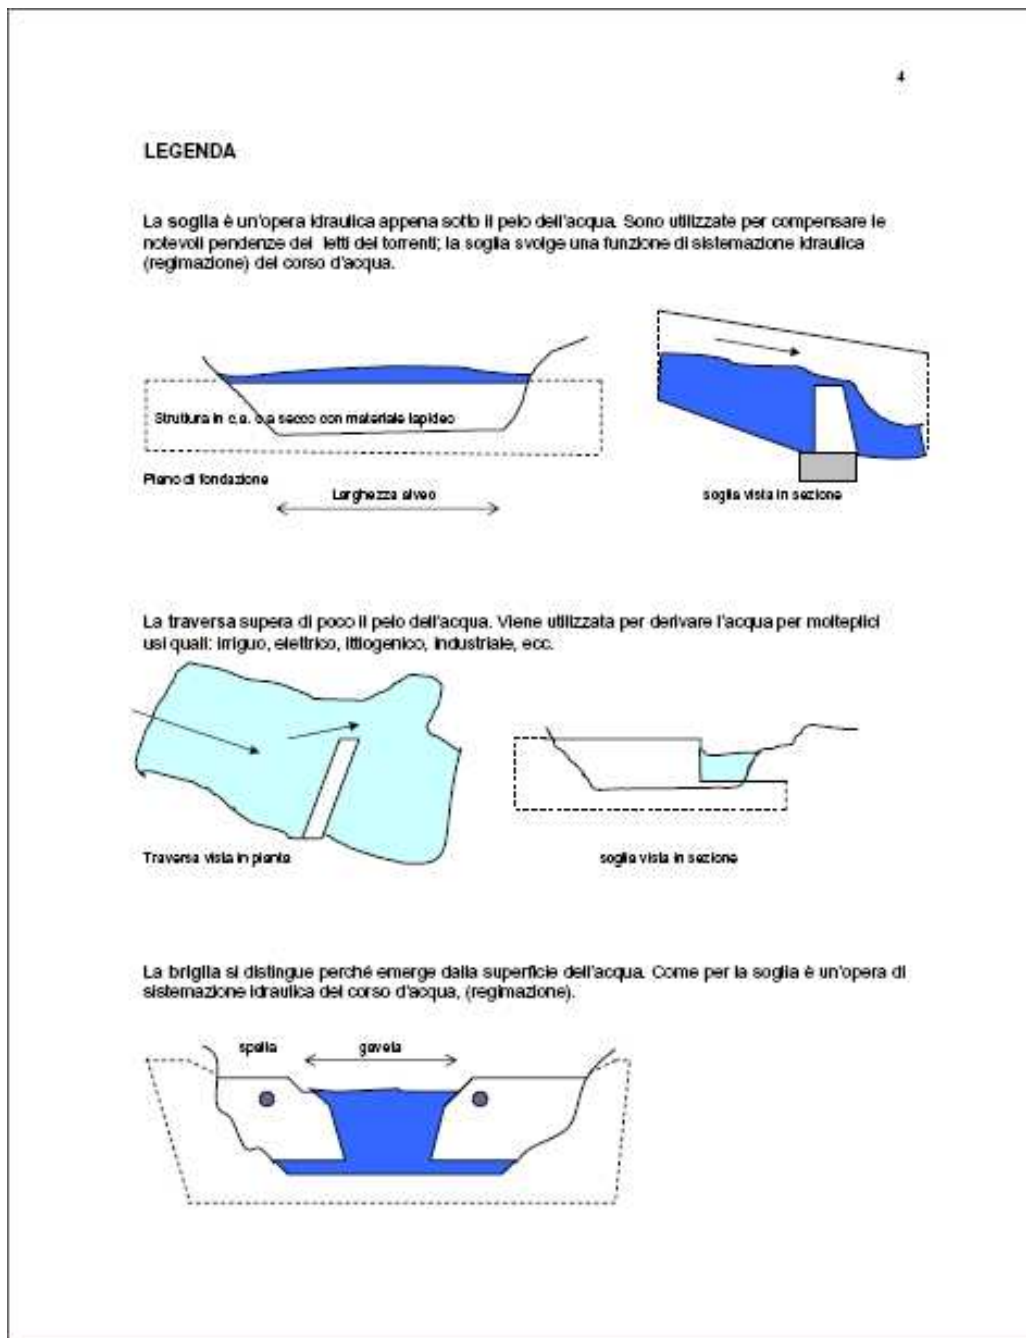 4
LEGENDA
La soglia è un'opera idraulica appena sotto il pelo dell'acqua. Sono utilizzate per compensare le
notevoli pendenze dei letti dei torrenti; la soglia svolge una funzione di sistemazione idraulica
(regimazione) del corso d'acqua.
Struttura in c.a. o a secco con materiale lapideo
Piano di fondazione
Larghezza alveo
soglia vista in sezione
La traversa supera di poco il pelo dell'acqua. Viene utilizzata per derivare l'acqua per molteplici
usi quali: irriguo, elettrico, ittiogenico, industriale, ecc.
Traversa vista in pianta
soglia vista in sezione
La briglia si distingue perché emerge dalla superficie dell'acqua. Come per la soglia è un'opera di
sistemazione idraulica del corso d'acqua, (regimazione).
spalla
gaveta